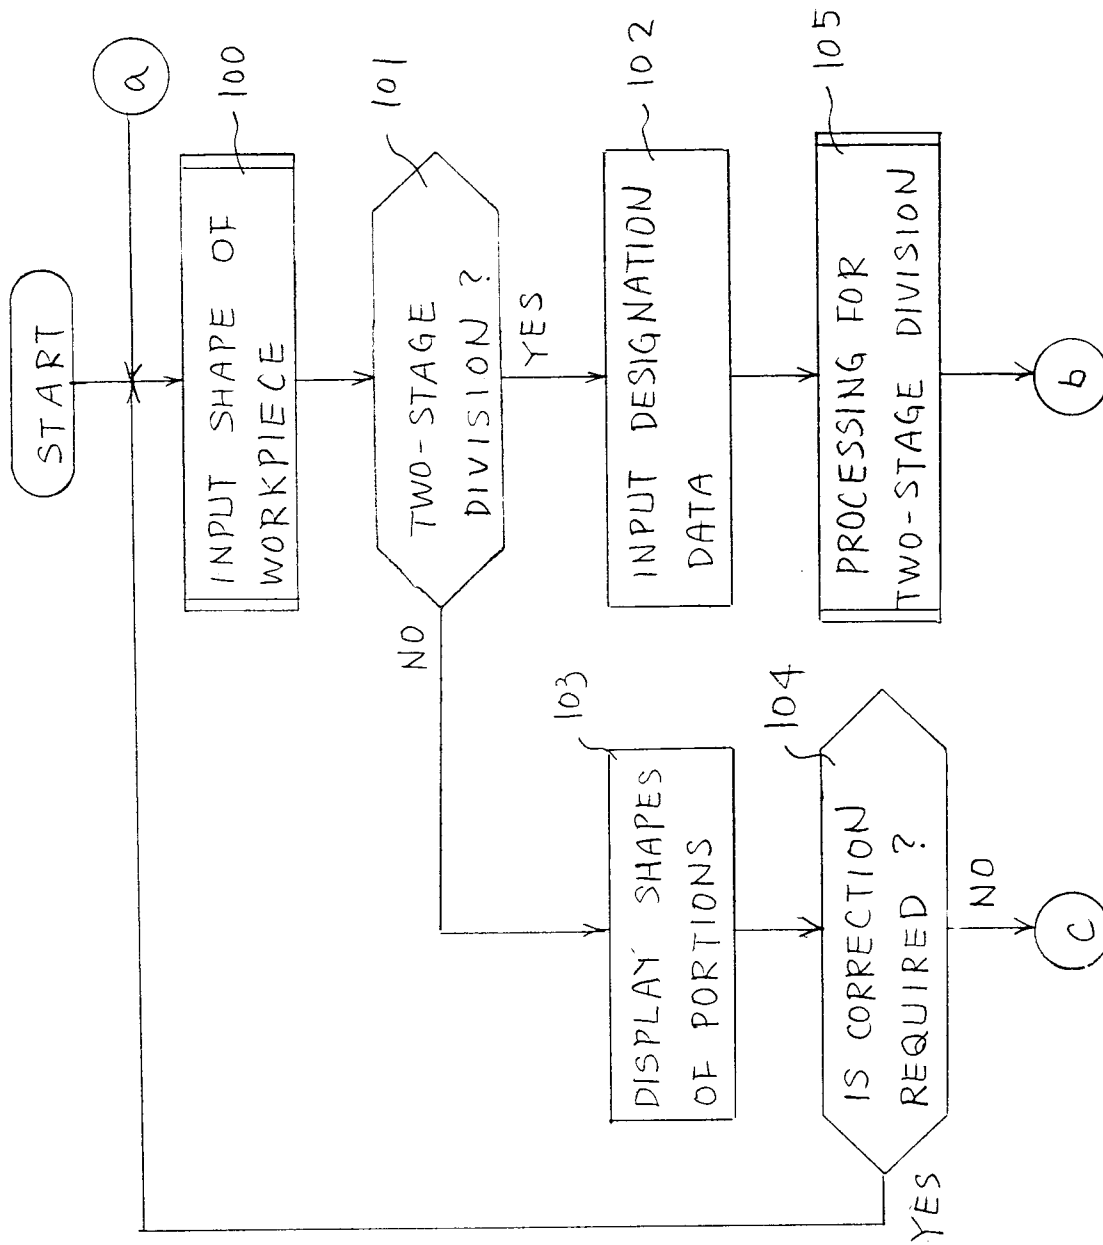 START
a
100
INPUT SHAPE OF
WORKPIECE
101
TWO-STAGE
DIVISION ?
NO
YES
102
INPUT DESIGNATION
DATA
103
DISPLAY SHAPES
OF PORTIONS
104
IS CORRECTION
REQUIRED ?
YES
NO
105
PROCESSING FOR
TWO-STAGE DIVISION
b
c